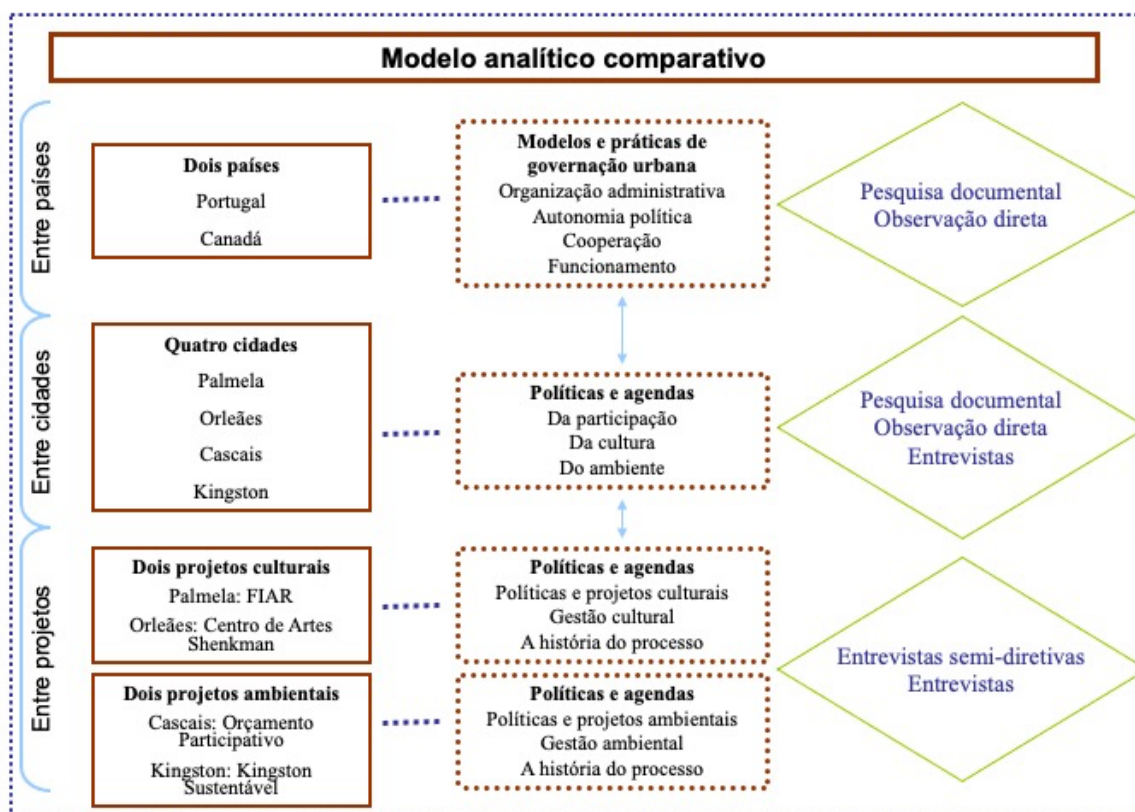 Modelo analítico comparativo
Entre países
Dois países
Portugal
Canadá
Modelos e práticas de
governação urbana
Organização administrativa
Autonomia política
Cooperação
Funcionamento
Pesquisa documental
Observação direta
Entre cidades
Quatro cidades
Palmela
Orleães
Cascais
Kingston
Políticas e agendas
Da participação
Da cultura
Do ambiente
Pesquisa documental
Observação direta
Entrevistas
Entre projetos
Dois projetos culturais
Palmela: FIAR
Orleães: Centro de Artes
Shenkman
Políticas e agendas
Políticas e projetos culturais
Gestão cultural
A história do processo
Dois projetos ambientais
Cascais: Orçamento
Participativo
Kingston: Kingston
Sustentável
Políticas e agendas
Políticas e projetos ambientais
Gestão ambiental
A história do processo
Entrevistas semi-diretivas
Entrevistas